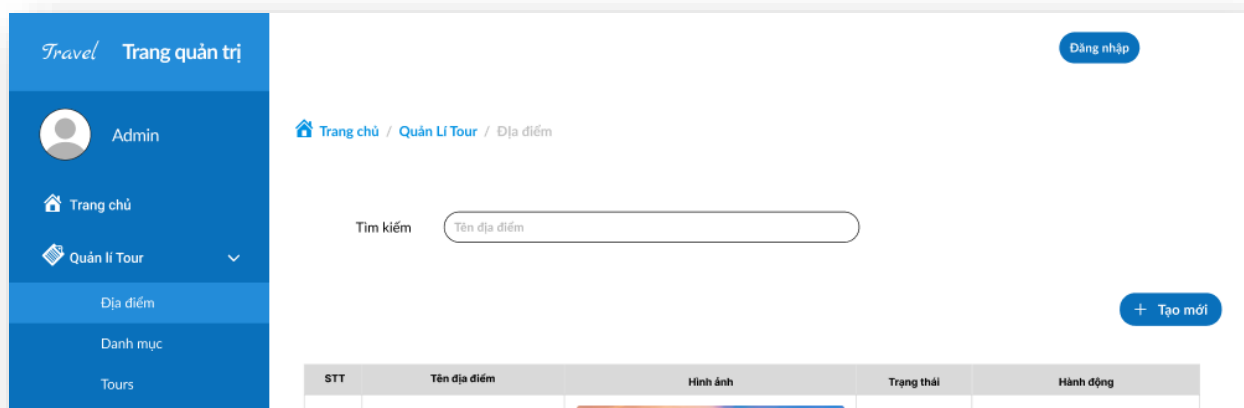 Travel Trang quản trị
Đăng nhập
Admin
Trang chủ / Quản Lí Tour / Địa điểm
Trang chủ
Tìm kiếm Tên địa điểm
Quản lí Tour
Địa điểm
+ Tạo mới
Danh mục
Tours
STT Tên địa điểm Hình ảnh Trạng thái Hành động